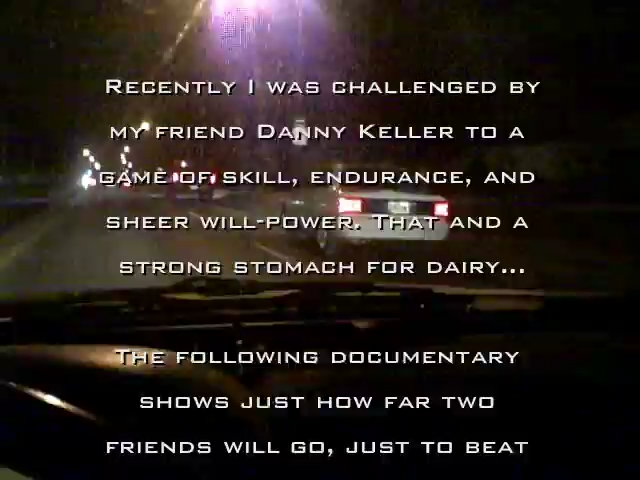 Recently I was challenged by
my friend Danny Keller to a
game of skill, endurance, and
sheer will-power. That and a
strong stomach for dairy...
The following documentary
shows just how far two
friends will go, just to beat